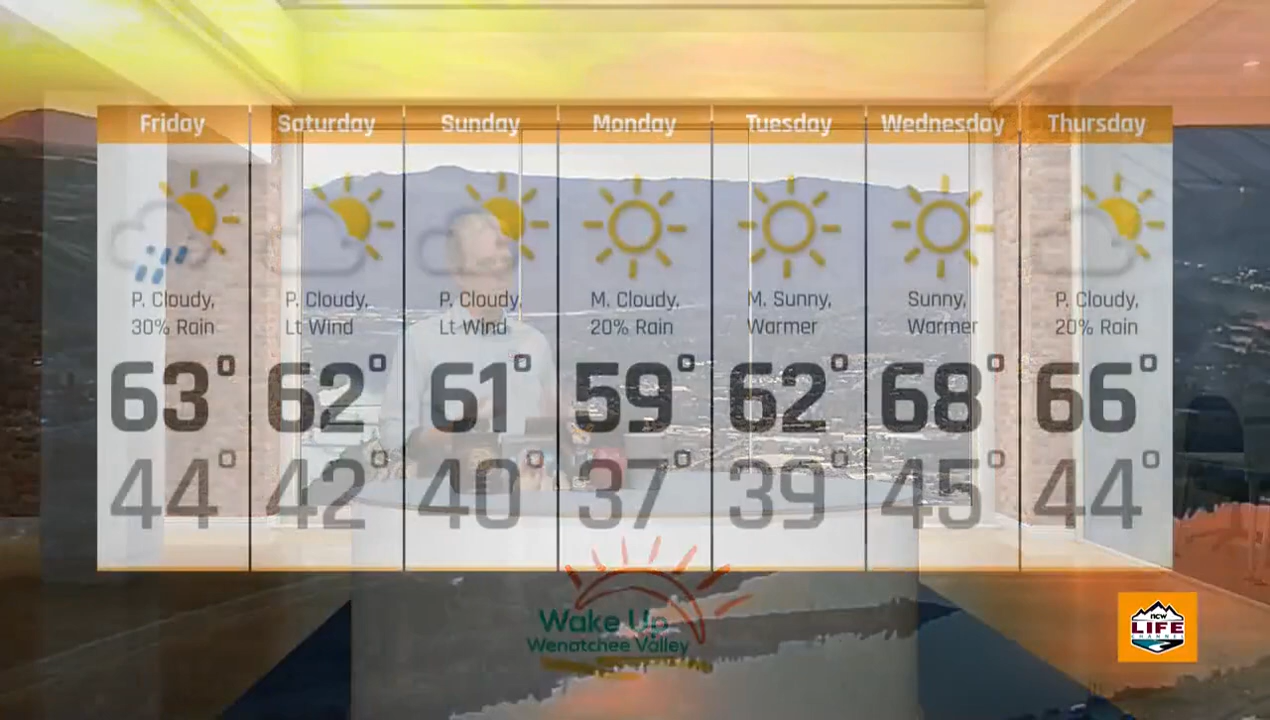 Friday
Saturday
Sunday
Monday
Tuesday
Wednesday
Thursday
P. Cloudy,
30% Rain
P. Cloudy,
Lt Wind
P. Cloudy,
Lt Wind
M. Cloudy,
20% Rain
M. Sunny,
Warmer
Sunny,
Warmer
P. Cloudy,
20% Rain
63°
62°
61°
59°
62°
68°
66°
44°
42°
40°
37°
39°
45°
44°
Wake Up
Wenatchee Valley
ncw
LIFE
CHANNEL